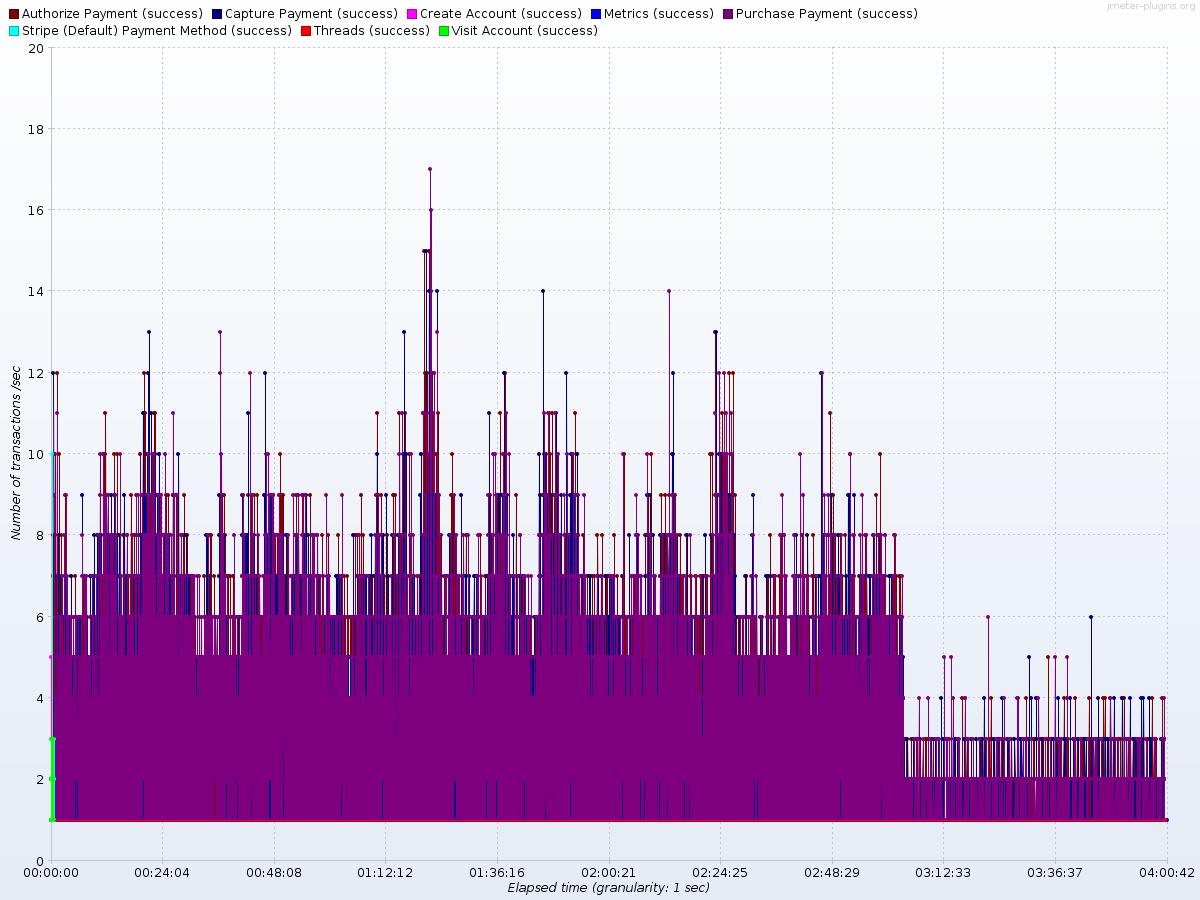 jmeter-plugins.org
Authorize Payment (success) Capture Payment (success) Create Account (success) Metrics (success) Purchase Payment (success)
Stripe (Default) Payment Method (success) Threads (success) Visit Account (success)
20
18
16
14
12
10
8
6
4
2
0
Number of transactions /sec
00:00:00 00:24:04 00:48:08 01:12:12 01:36:16 02:00:21 02:24:25 02:48:29 03:12:33 03:36:37 04:00:42
Elapsed time (granularity: 1 sec)